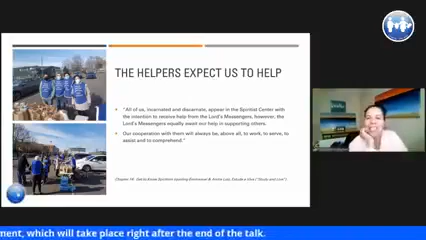 THE HELPERS EXPECT US TO HELP
"All of us, incarnated and discarnate, appear in the Spiritist Center with
the intention to receive help from the Lord's Messengers; however, the
Lord's Messengers equally await our help in supporting others.
Our cooperation with them will always be, above all, to work, to serve, to
assist and to comprehend."
ment, which will take place right after the end of the talk.